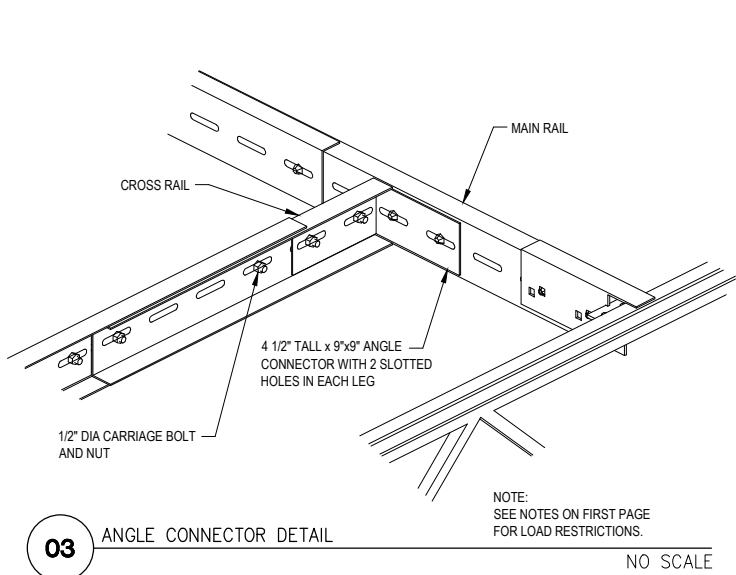 MAIN RAIL
CROSS RAIL
4 1/2" TALL x 9"x9" ANGLE
CONNECTOR WITH 2 SLOTTED
HOLES IN EACH LEG
1/2" DIA CARRIAGE BOLT
AND NUT
NOTE:
SEE NOTES ON FIRST PAGE
FOR LOAD RESTRICTIONS.
03
ANGLE CONNECTOR DETAIL
NO SCALE